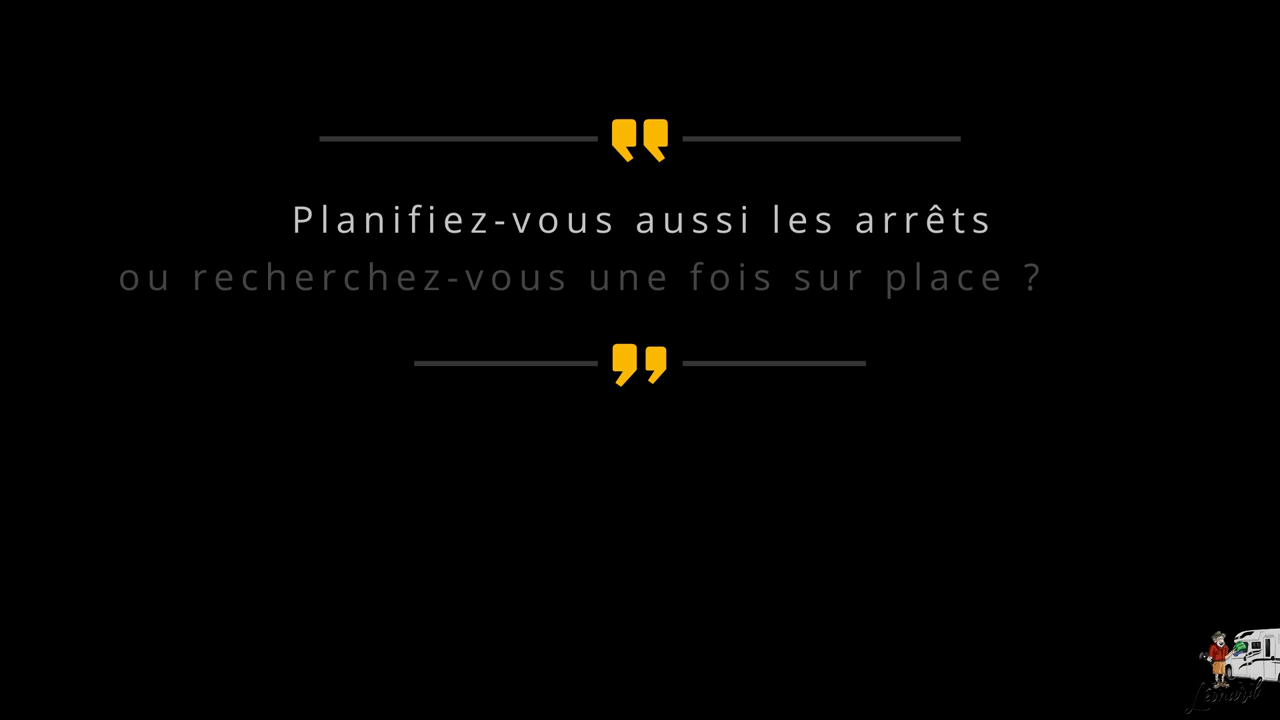 Planifiez-vous aussi les arrêts
ou recherchez-vous une fois sur place ?